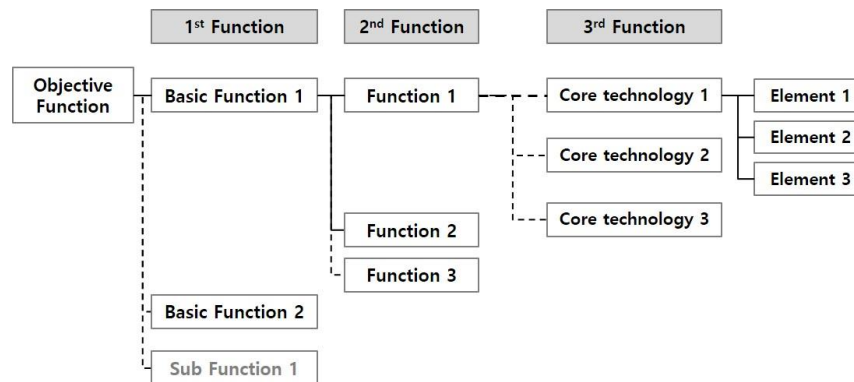 1st Function
2nd Function
3rd Function
Objective
Function
Basic Function 1
Function 1
Core technology 1
Element 1
Element 2
Core technology 2
Element 3
Core technology 3
Function 2
Function 3
Basic Function 2
Sub Function 1